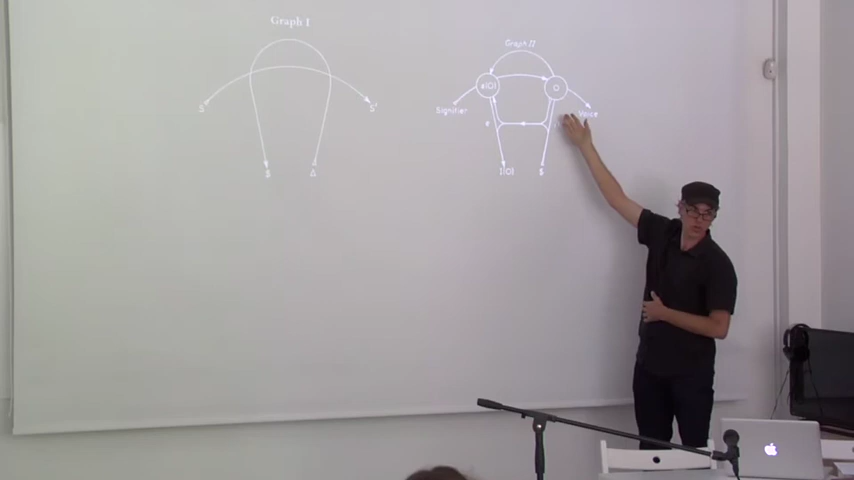 Graph I
S
S'
$
Δ
Graph II
s(O)
O
Signifier
Voice
I(O)
$